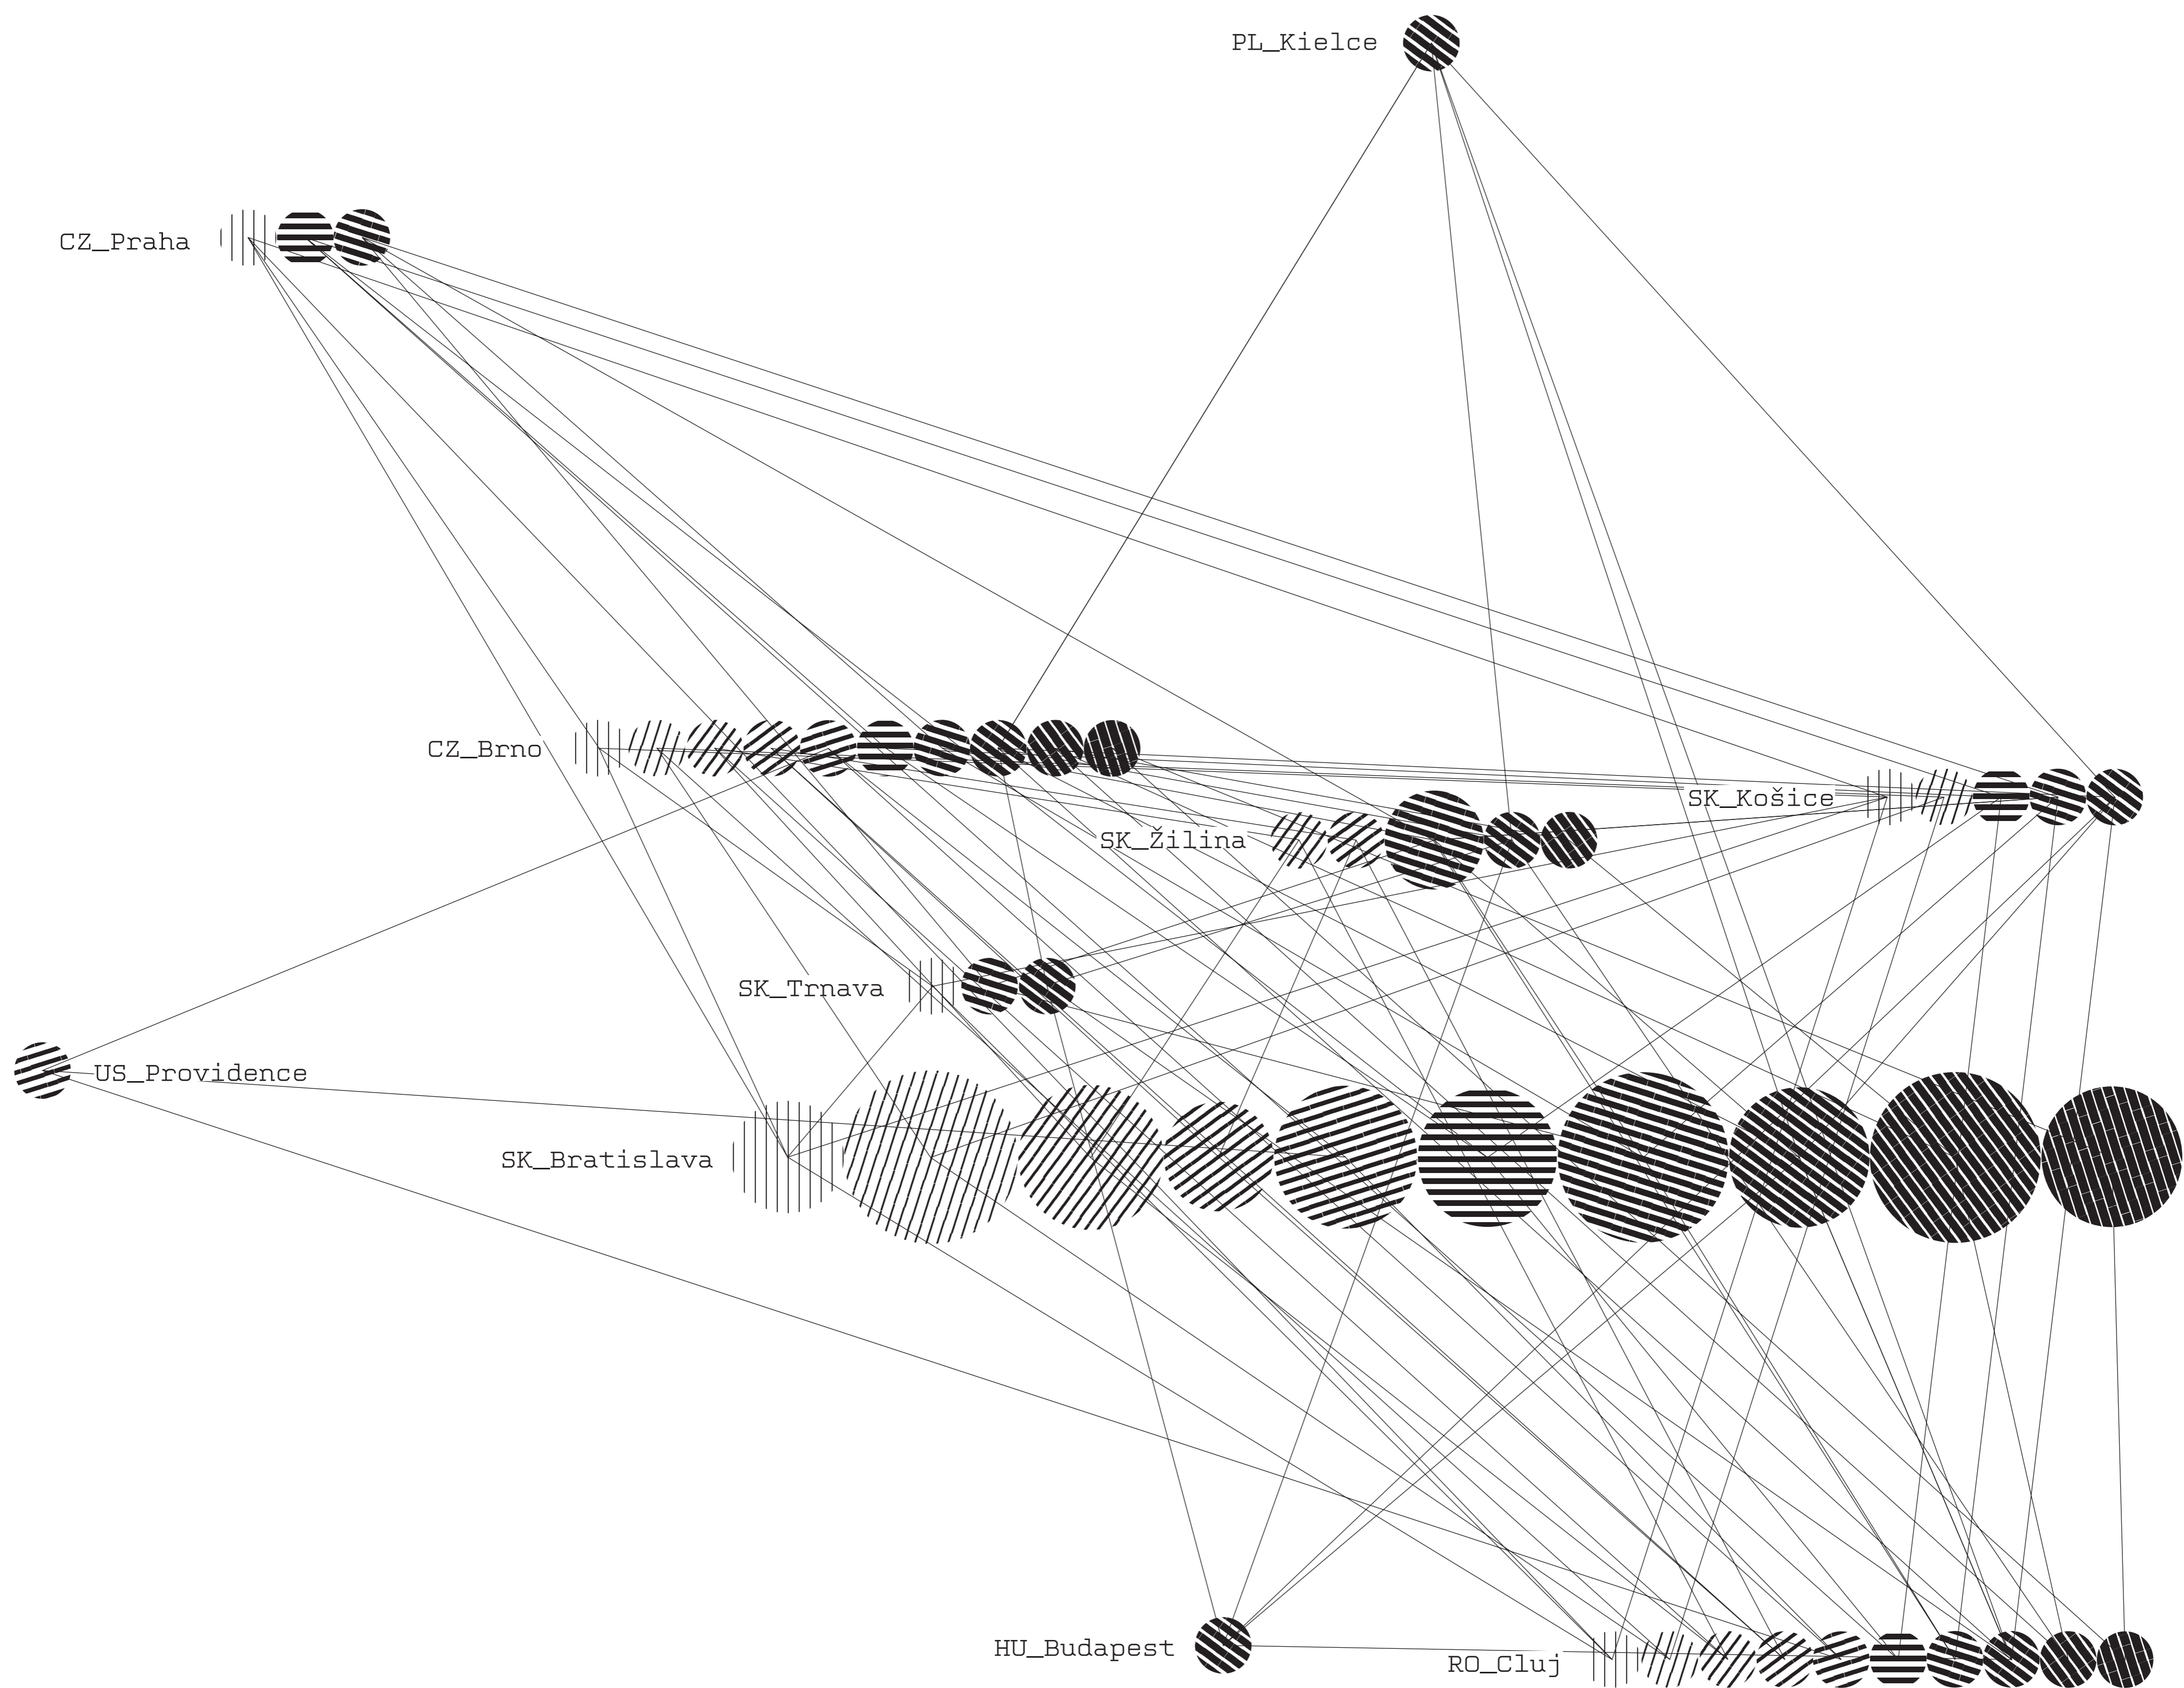 PL_Kielce
CZ_Praha
CZ_Brno
SK_Košice
SK_Žilina
SK_Trnava
US_Providence
SK_Bratislava
HU_Budapest
RO_Cluj